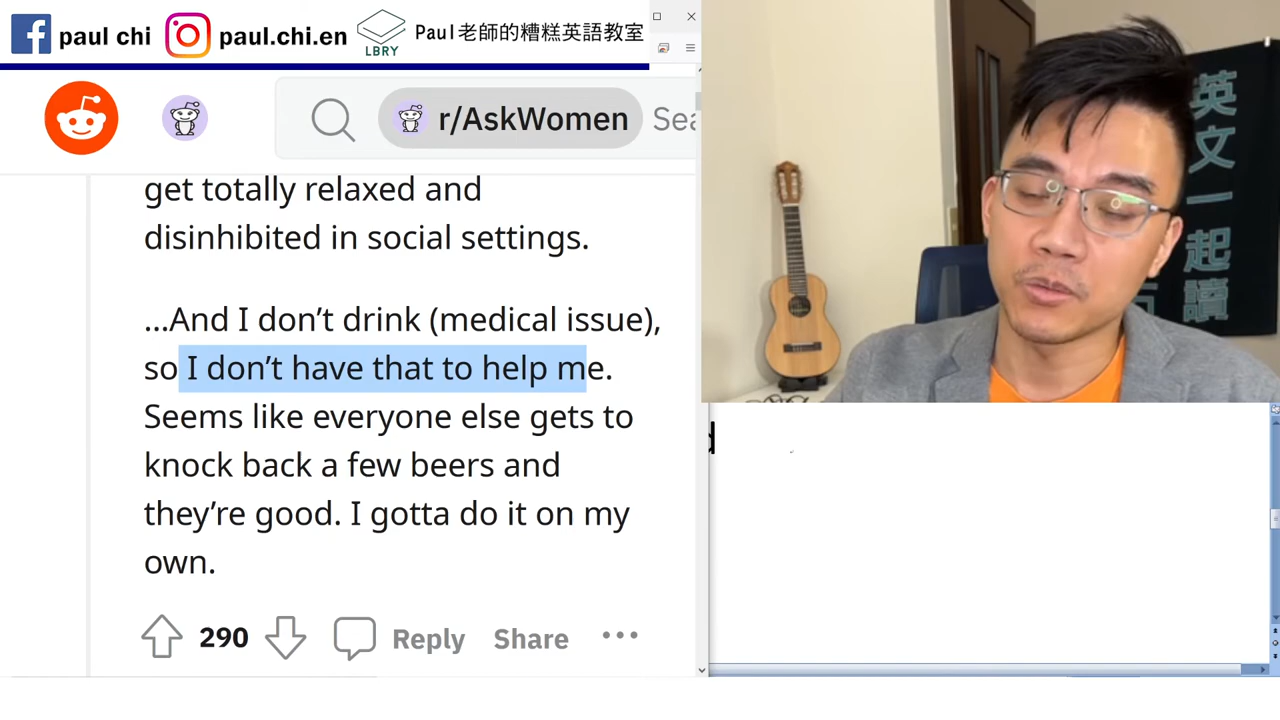 paul chi
paul.chi.en
LBRY
Paul老師的糟糕英語教室
r/AskWomen
Sea
get totally relaxed and
disinhibited in social settings.
...And I don't drink (medical issue),
so I don't have that to help me.
Seems like everyone else gets to
knock back a few beers and
they're good. I gotta do it on my
own.
290
Reply
Share
英文一起讀
d